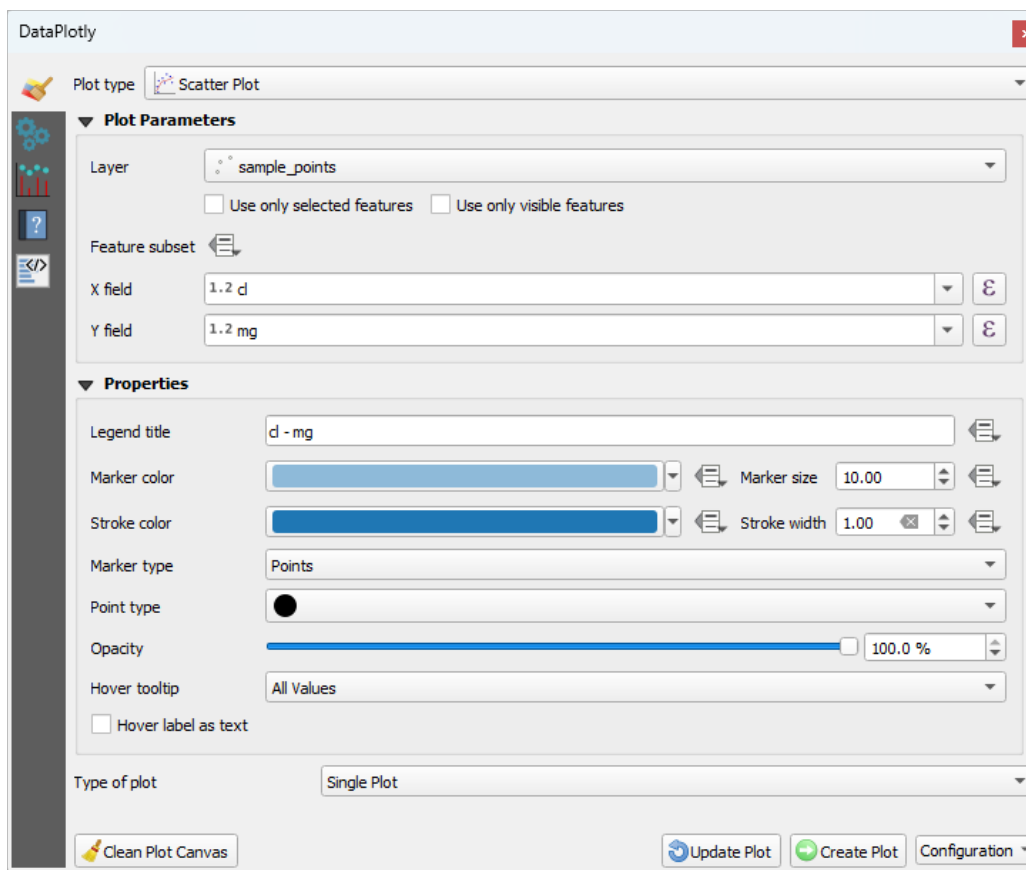 DataPlotly
Plot type Scatter Plot
Plot Parameters
Layer sample_points
Use only selected features Use only visible features
Feature subset
X field 1.2 cl ε
Y field 1.2 mg ε
Properties
Legend title cl - mg
Marker color Marker size 10.00
Stroke color Stroke width 1.00
Marker type Points
Point type
Opacity 100.0 %
Hover tooltip All Values
Hover label as text
Type of plot Single Plot
Clean Plot Canvas Update Plot Create Plot Configuration